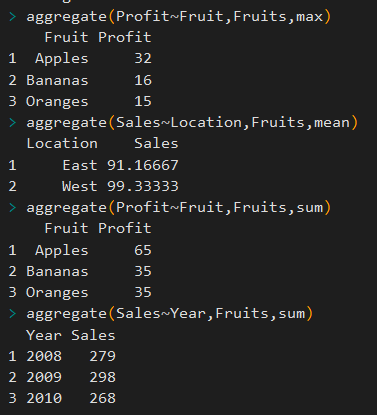 > aggregate(Profit~Fruit,Fruits,max)
    Fruit Profit
1  Apples     32
2 Bananas     16
3 Oranges     15
> aggregate(Sales~Location,Fruits,mean)
  Location    Sales
1     East 91.16667
2     West 99.33333
> aggregate(Profit~Fruit,Fruits,sum)
    Fruit Profit
1  Apples     65
2 Bananas     35
3 Oranges     35
> aggregate(Sales~Year,Fruits,sum)
  Year Sales
1 2008   279
2 2009   298
3 2010   268